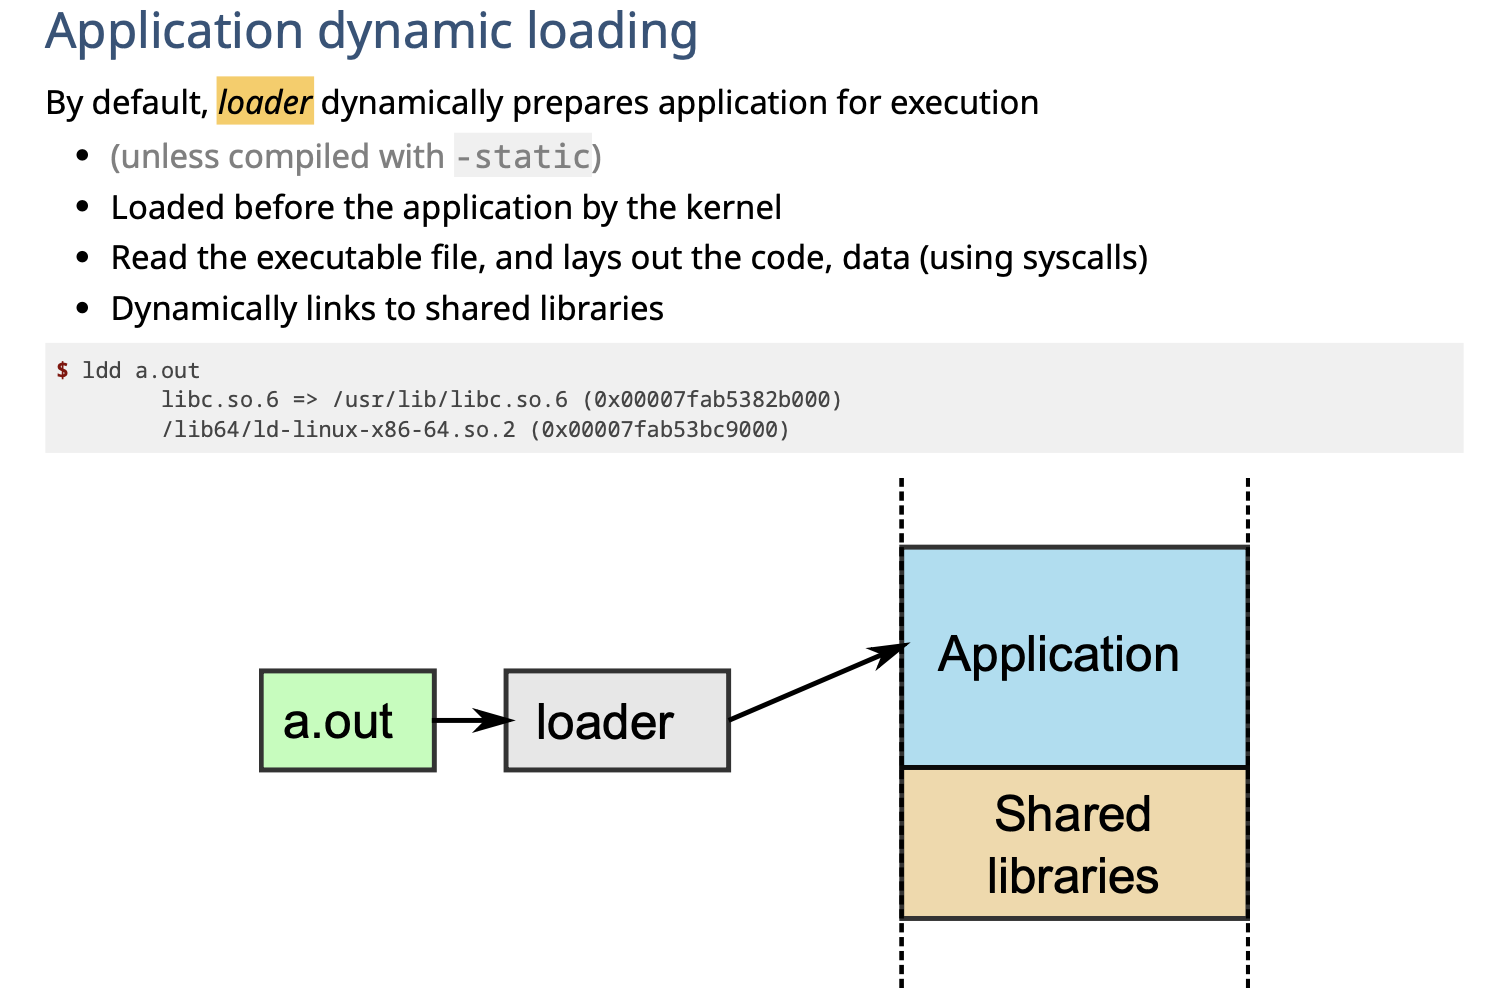 Application dynamic loading
By default, loader dynamically prepares application for execution
• (unless compiled with -static)
• Loaded before the application by the kernel
• Read the executable file, and lays out the code, data (using syscalls)
• Dynamically links to shared libraries
$ ldd a.out
libc.so.6 => /usr/lib/libc.so.6 (0x00007fab5382b000)
/lib64/ld-linux-x86-64.so.2 (0x00007fab53bc9000)
a.out
loader
Application
Shared
libraries